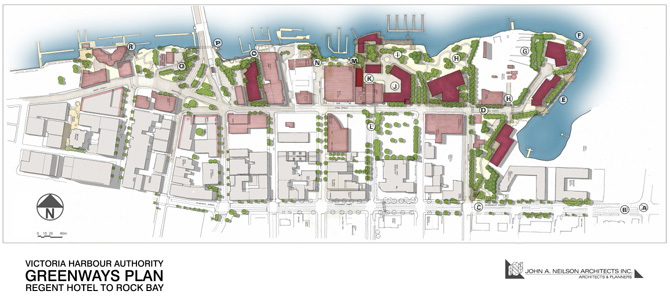 R
Q
P
O
N
M
I
H
G
F
K
J
D
H
E
L
C
B
A
N
VICTORIA HARBOUR AUTHORITY
GREENWAYS PLAN
REGENT HOTEL TO ROCK BAY
JOHN A. NEILSON ARCHITECTS INC.
ARCHITECTS & PLANNERS